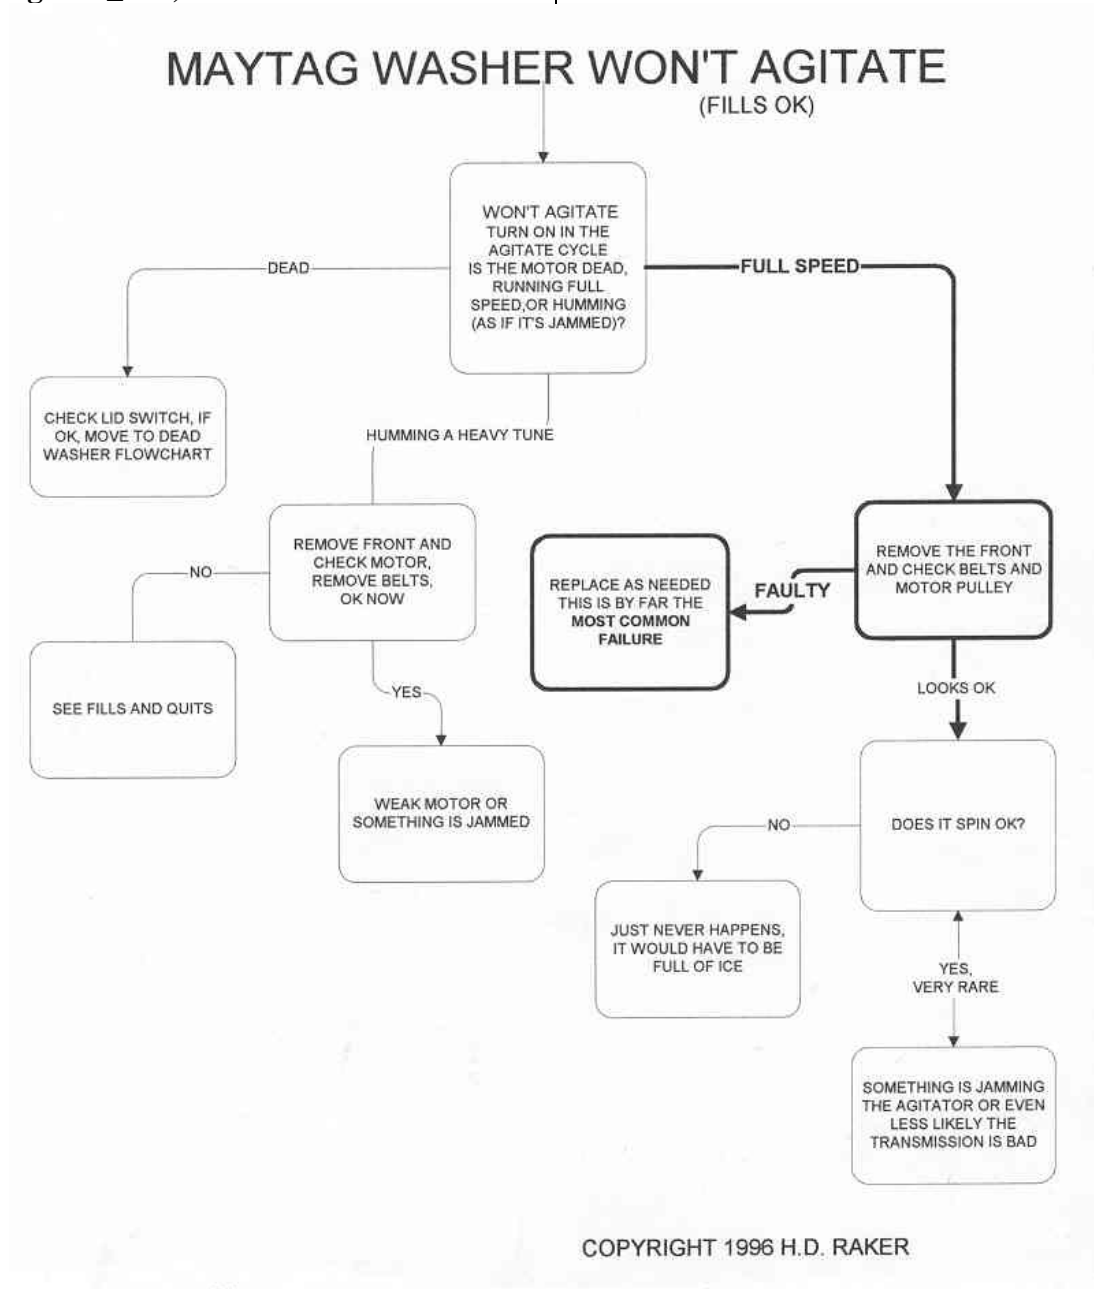 MAYTAG WASHER WON'T AGITATE
(FILLS OK)
WON'T AGITATE
TURN ON IN THE
AGITATE CYCLE
IS THE MOTOR DEAD,
RUNNING FULL
SPEED,OR HUMMING
(AS IF IT'S JAMMED)?
DEAD
FULL SPEED
CHECK LID SWITCH, IF
OK, MOVE TO DEAD
WASHER FLOWCHART
HUMMING A HEAVY TUNE
REMOVE FRONT AND
CHECK MOTOR,
REMOVE BELTS,
OK NOW
NO
SEE FILLS AND QUITS
YES
WEAK MOTOR OR
SOMETHING IS JAMMED
REMOVE THE FRONT
AND CHECK BELTS AND
MOTOR PULLEY
FAULTY
REPLACE AS NEEDED
THIS IS BY FAR THE
MOST COMMON
FAILURE
LOOKS OK
DOES IT SPIN OK?
NO
JUST NEVER HAPPENS,
IT WOULD HAVE TO BE
FULL OF ICE
YES,
VERY RARE
SOMETHING IS JAMMING
THE AGITATOR OR EVEN
LESS LIKELY THE
TRANSMISSION IS BAD
COPYRIGHT 1996 H.D. RAKER